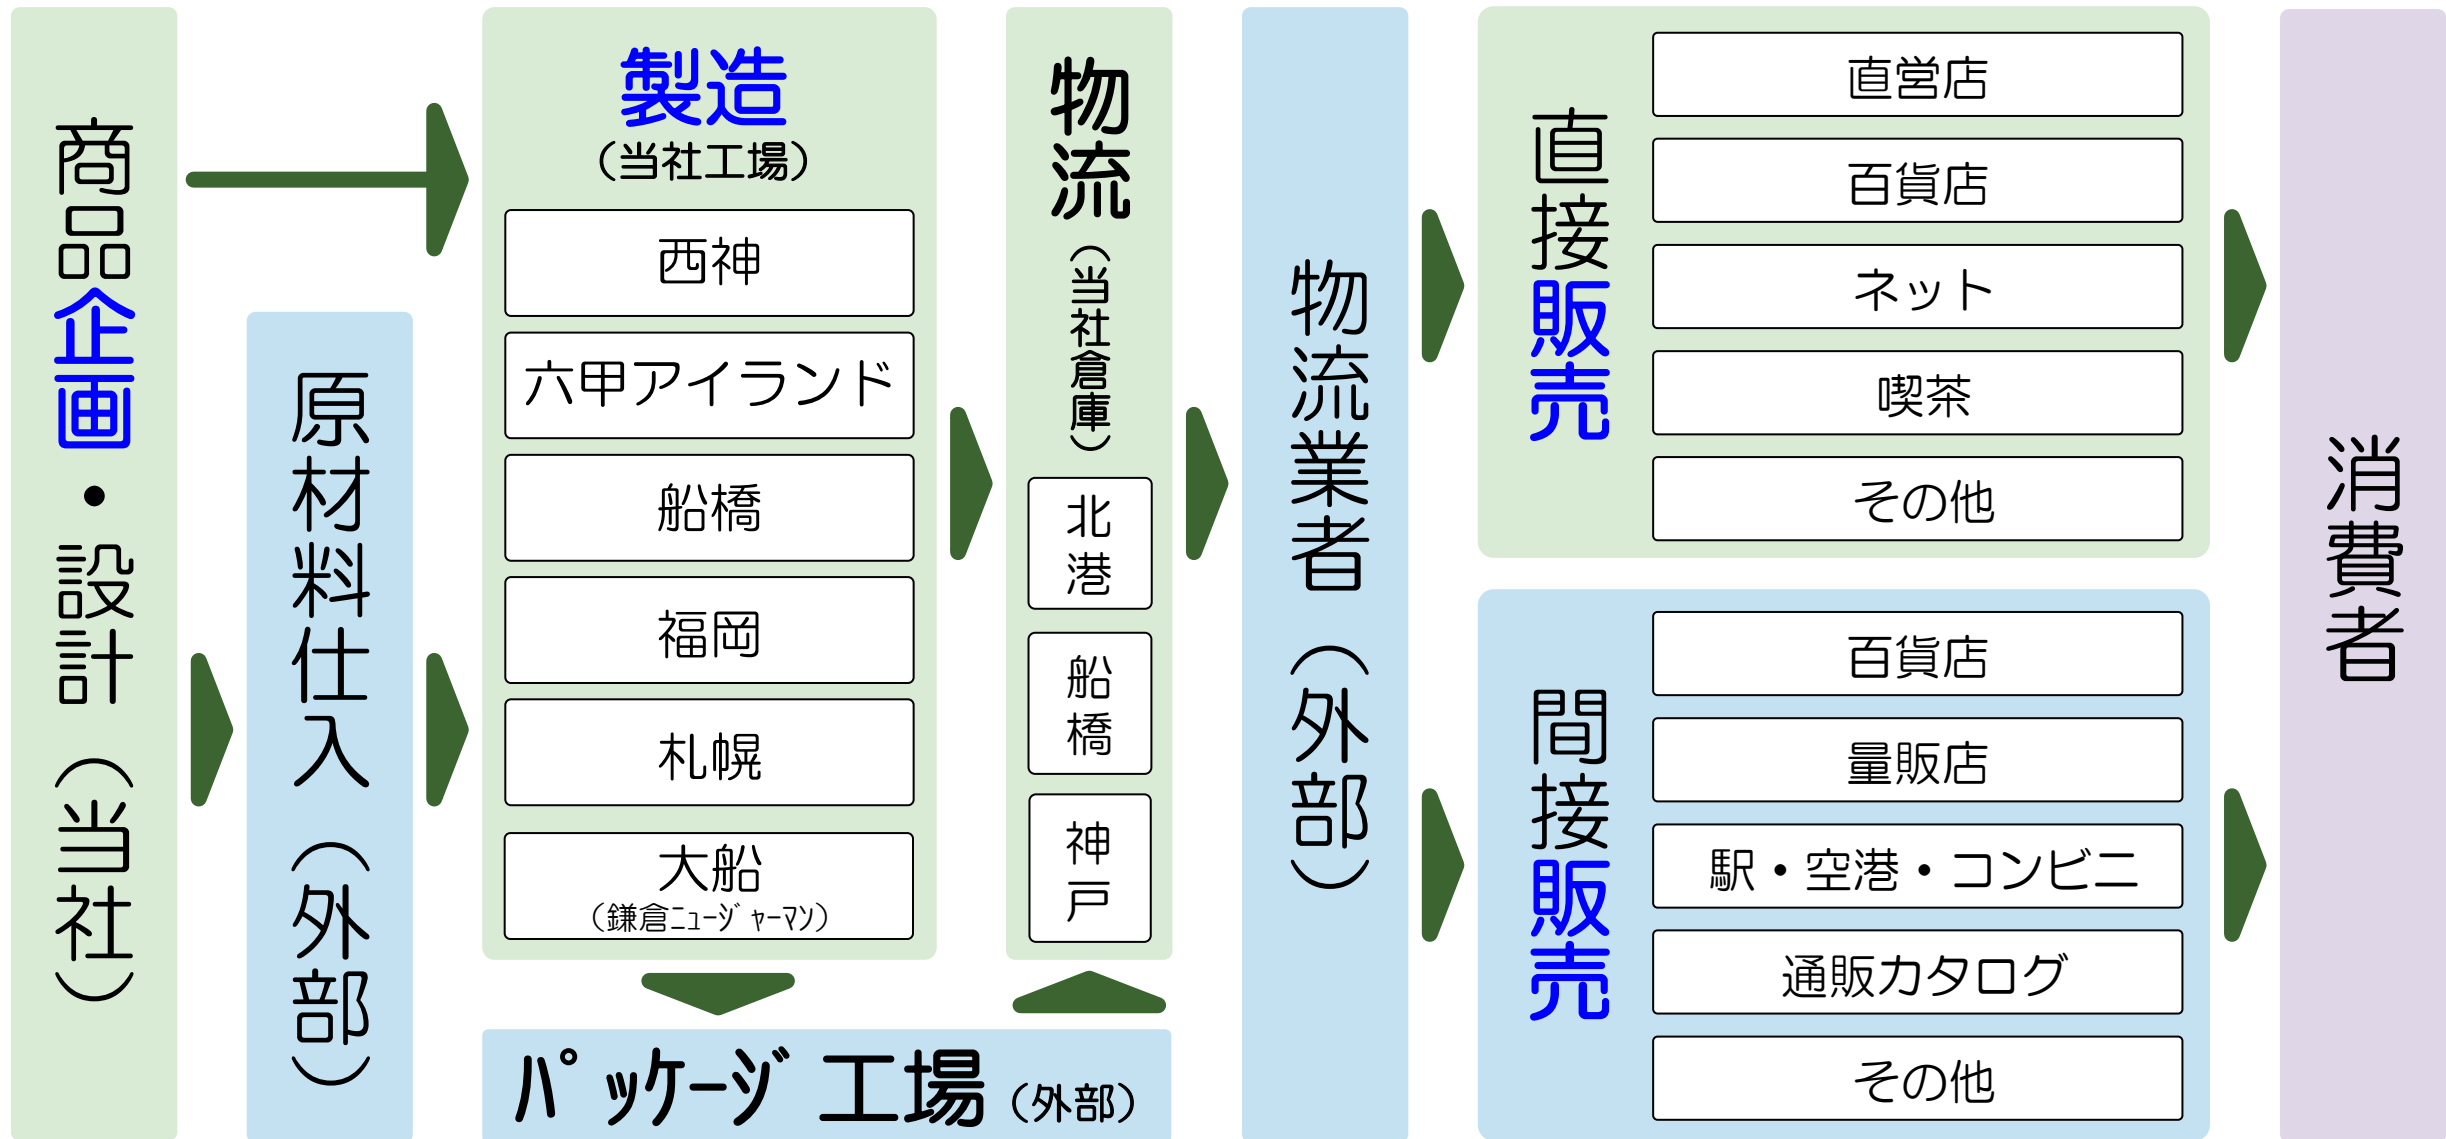 商品企画・設計（当社）
原材料仕入（外部）
製造
（当社工場）
西神
六甲アイランド
船橋
福岡
札幌
大船
（鎌倉ニュージャーマン）
物流
（当社倉庫）
北港
船橋
神戸
パッケージ工場（外部）
物流業者（外部）
直接販売
直営店
百貨店
ネット
喫茶
その他
間接販売
百貨店
量販店
駅・空港・コンビニ
通販カタログ
その他
消費者